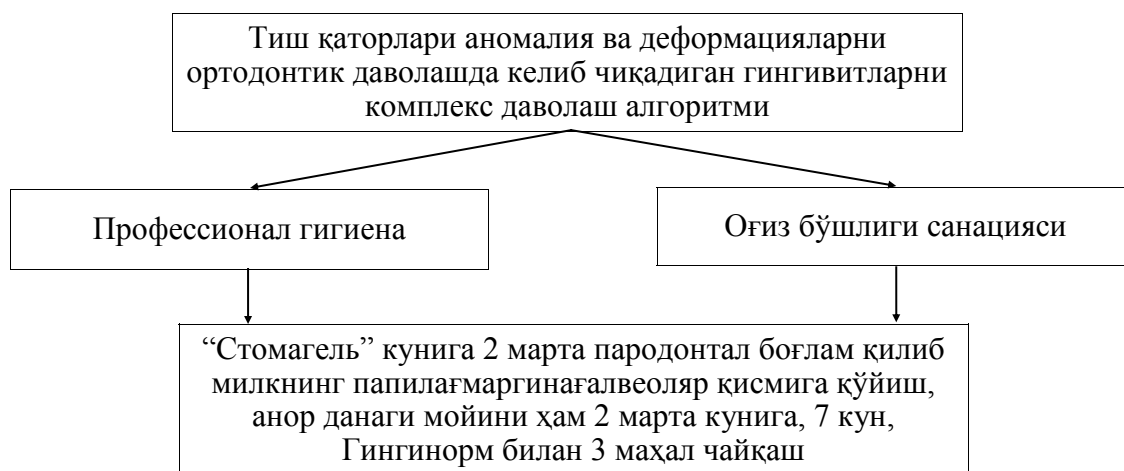 Тиш қаторлари аномалия ва деформацияларни
ортодонтик даволашда келиб чиқадиган гингивитларни
комплекс даволаш алгоритми
Профессионал гигиена
Оғиз бўшлиги санацияси
“Стомагель” кунига 2 марта пародонтал боғлам қилиб
милкнинг папилағмаргинағалвеоляр қисмига қўйиш,
анор данаги мойини ҳам 2 марта кунига, 7 кун,
Гингинорм билан 3 маҳал чайқаш